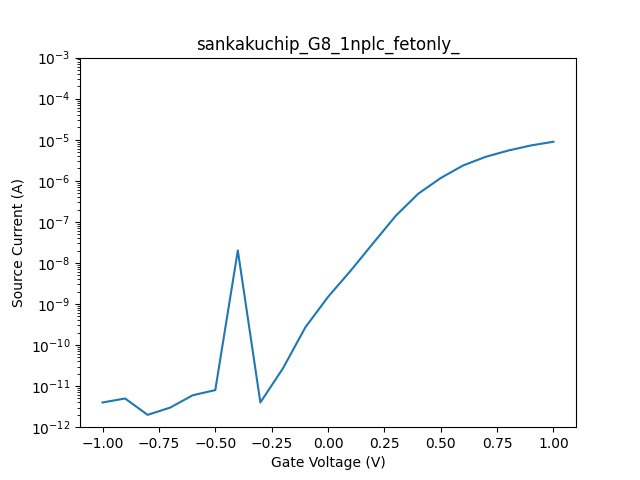 sankakuchip_G8_1nplc_fetonly_
Source Current (A)
10⁻³
10⁻⁴
10⁻⁵
10⁻⁶
10⁻⁷
10⁻⁸
10⁻⁹
10⁻¹⁰
10⁻¹¹
10⁻¹²
−1.00 −0.75 −0.50 −0.25 0.00 0.25 0.50 0.75 1.00
Gate Voltage (V)